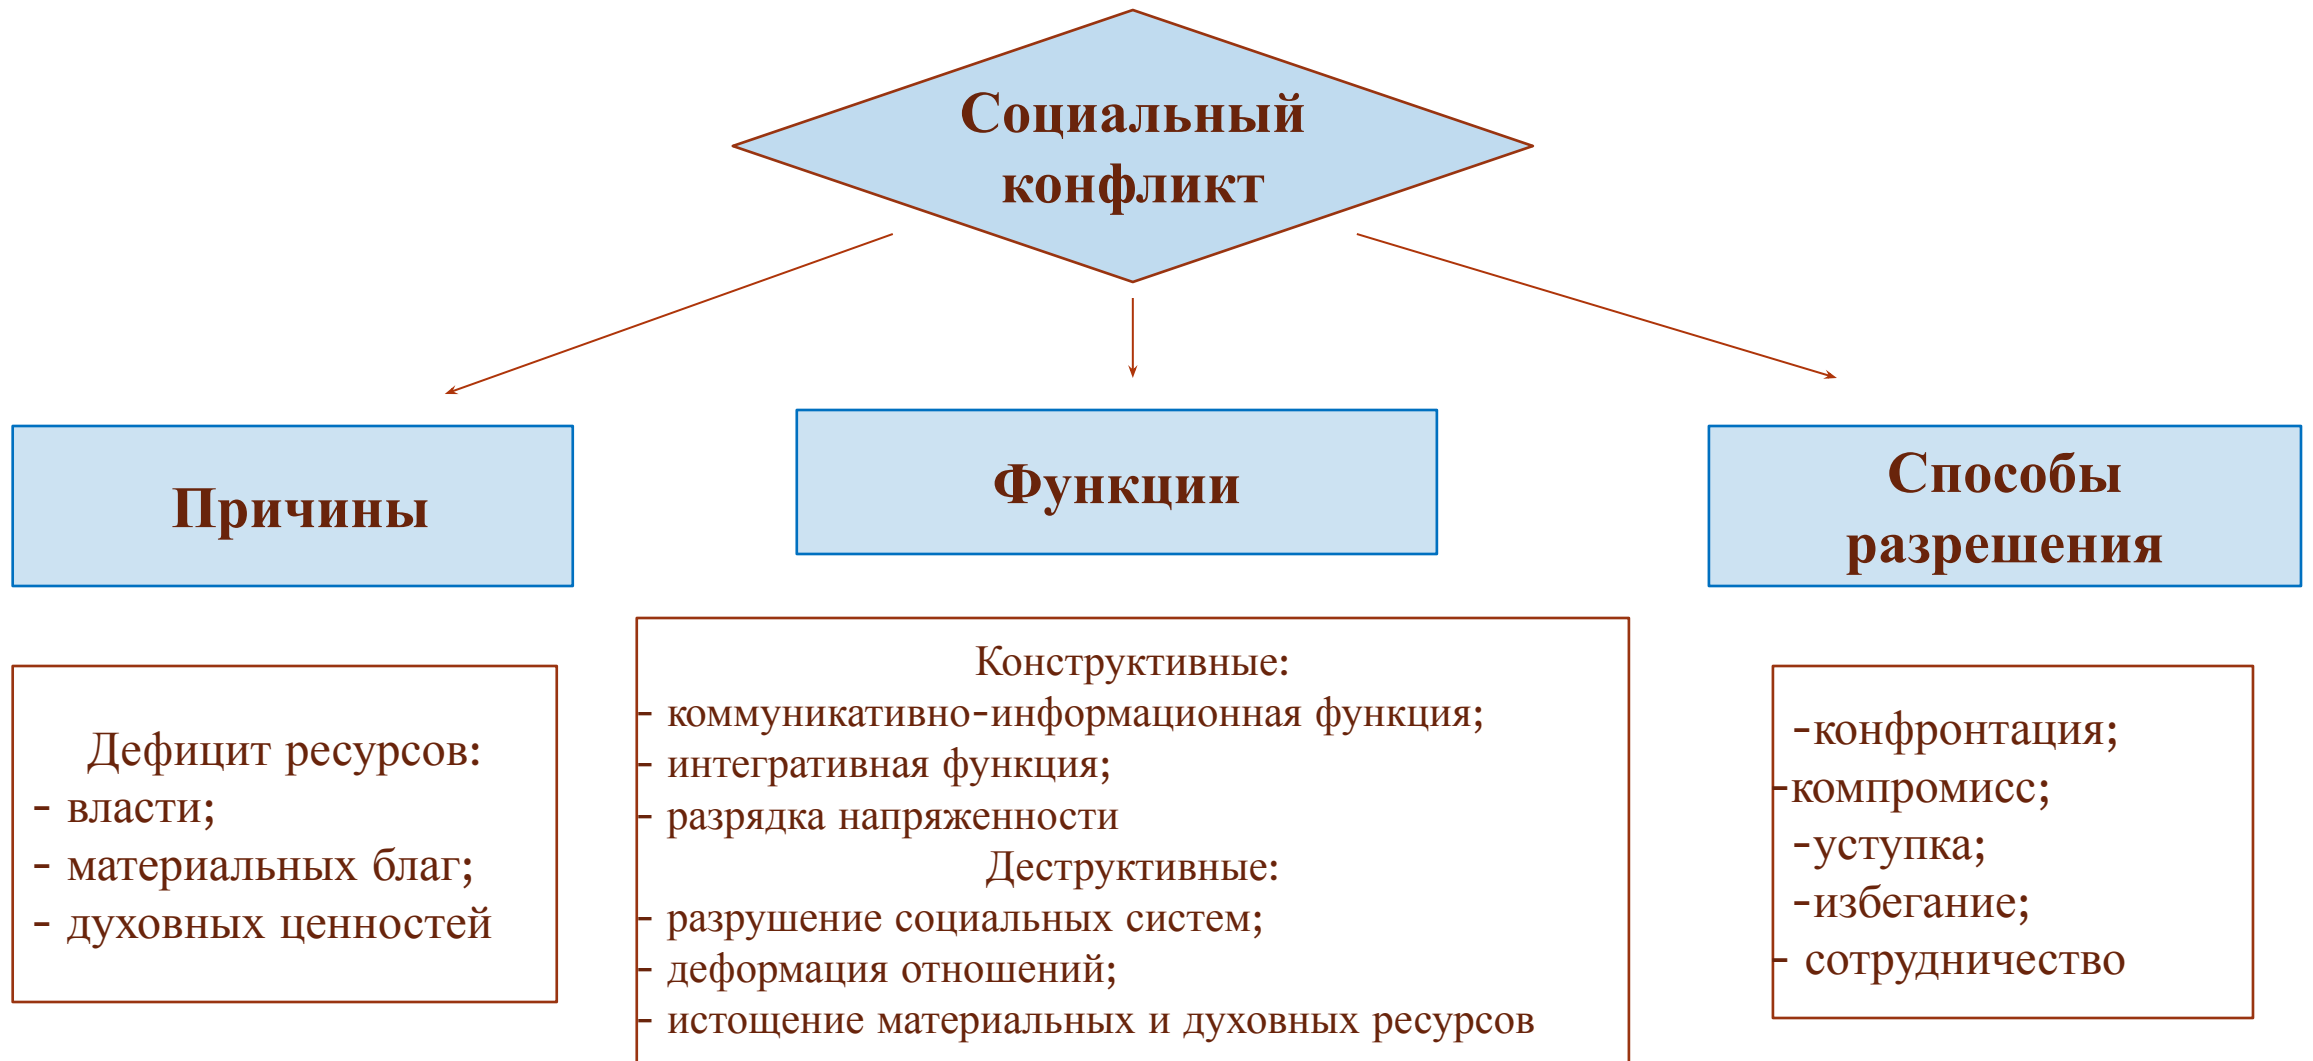 Социальный
конфликт
Причины
Функции
Способы
разрешения
Дефицит ресурсов:
- власти;
- материальных благ;
- духовных ценностей
Конструктивные:
- коммуникативно-информационная функция;
- интегративная функция;
- разрядка напряженности
Деструктивные:
- разрушение социальных систем;
- деформация отношений;
- истощение материальных и духовных ресурсов
-конфронтация;
-компромисс;
-уступка;
-избегание;
- сотрудничество